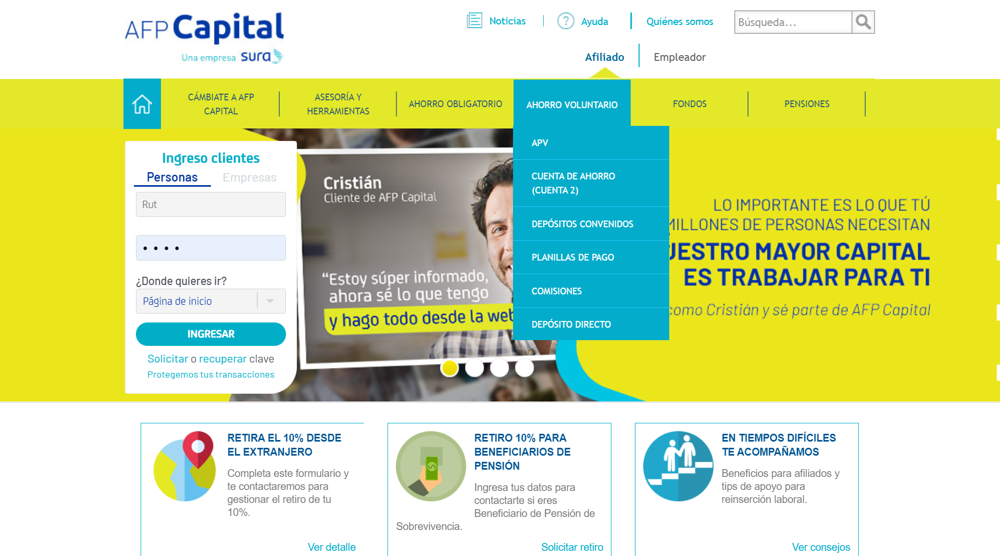 AFP Capital
Una empresa sura
Noticias
Ayuda
Quiénes somos
Búsqueda...
Afiliado
Empleador
CÁMBIATE A AFP
CAPITAL
ASESORÍA Y
HERRAMIENTAS
AHORRO OBLIGATORIO
AHORRO VOLUNTARIO
FONDOS
PENSIONES
APV
CUENTA DE AHORRO
(CUENTA 2)
DEPÓSITOS CONVENIDOS
PLANILLAS DE PAGO
COMISIONES
DEPÓSITO DIRECTO
Ingreso clientes
Personas
Empresas
Rut
¿Donde quieres ir?
Página de inicio
INGRESAR
Solicitar o recuperar clave
Protegemos tus transacciones
Cristián
Cliente de AFP Capital
“Estoy súper informado,
ahora sé lo que tengo
y hago todo desde la web
LO IMPORTANTE ES LO QUE TÚ
MILLONES DE PERSONAS NECESITAN
UESTRO MAYOR CAPITAL
ES TRABAJAR PARA TI
como Cristián y sé parte de AFP Capital
RETIRA EL 10% DESDE
EL EXTRANJERO
Completa este formulario y
te contactaremos para
gestionar el retiro de tu
10%.
Ver detalle
RETIRO 10% PARA
BENEFICIARIOS DE
PENSIÓN
Ingresa tus datos para
contactarte si eres
Beneficiario de Pensión de
Sobrevivencia.
Solicitar retiro
EN TIEMPOS DIFÍCILES
TE ACOMPAÑAMOS
Beneficios para afiliados y
tips de apoyo para
reinserción laboral.
Ver consejos